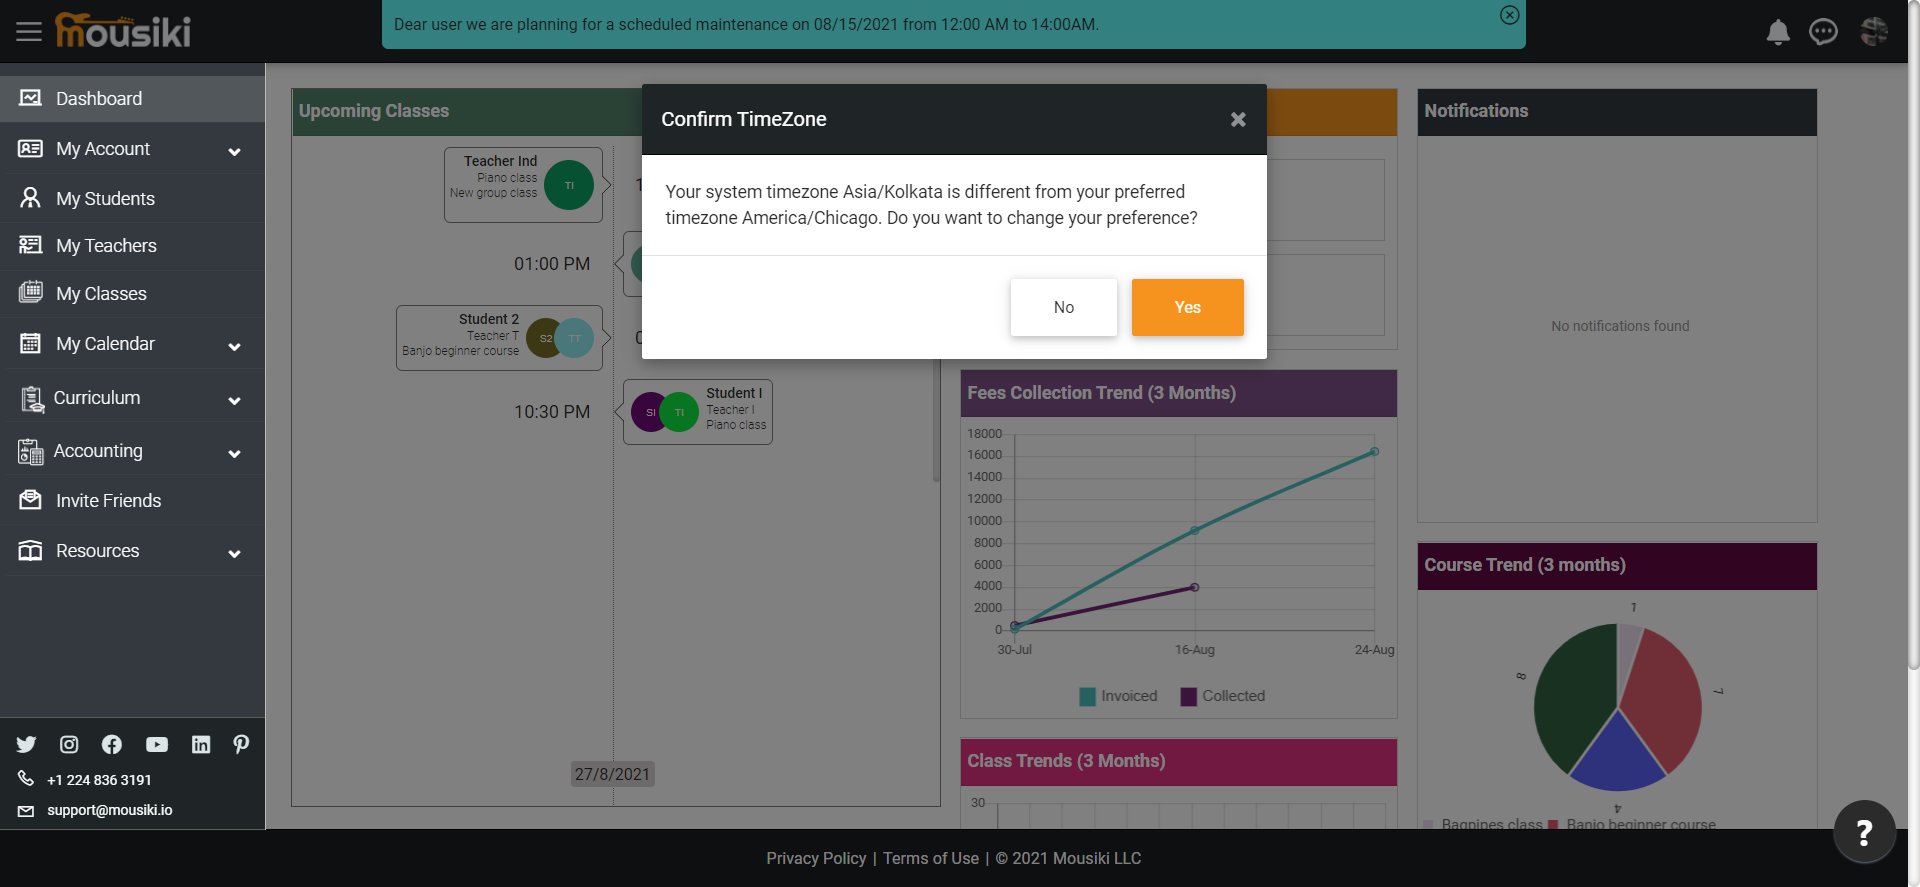 mousiki
Dear user we are planning for a scheduled maintenance on 08/15/2021 from 12:00 AM to 14:00AM.
Dashboard
My Account
My Students
My Teachers
My Classes
My Calendar
Curriculum
Accounting
Invite Friends
Resources
+1 224 836 3191
support@mousiki.io
Upcoming Classes
Teacher Ind
Piano class
New group class
TI
01:00 PM
Student 2
Teacher T
Banjo beginner course
S2
TT
10:30 PM
SI
TI
Student I
Teacher I
Piano class
27/8/2021
Confirm TimeZone
Your system timezone Asia/Kolkata is different from your preferred
timezone America/Chicago. Do you want to change your preference?
No
Yes
Fees Collection Trend (3 Months)
18000
16000
14000
12000
10000
8000
6000
4000
2000
0
30-Jul
16-Aug
24-Aug
Invoiced
Collected
Class Trends (3 Months)
30
Notifications
No notifications found
Course Trend (3 months)
1
8
7
4
Bagpipes class
Banjo beginner course
?
Privacy Policy | Terms of Use | © 2021 Mousiki LLC